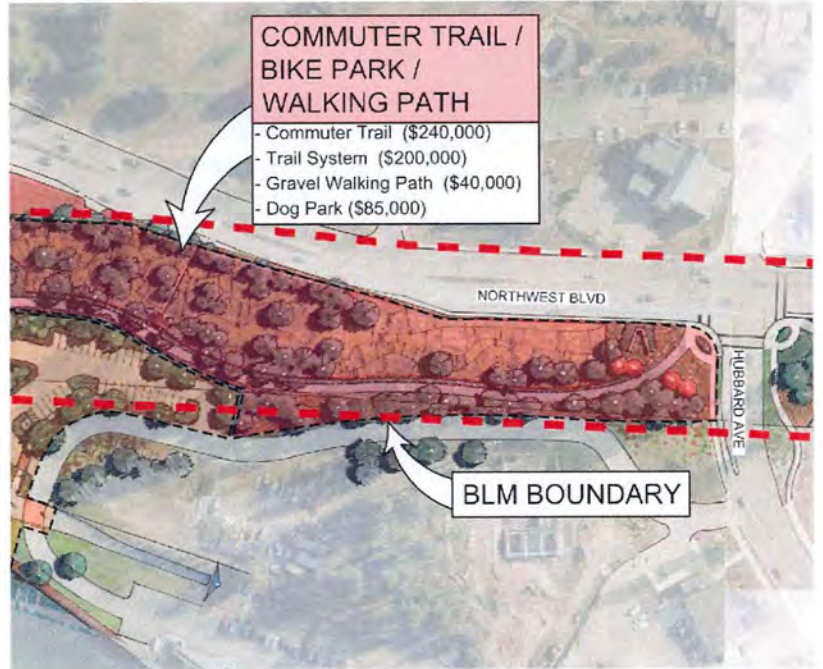 COMMUTER TRAIL /
BIKE PARK /
WALKING PATH
- Commuter Trail ($240,000)
- Trail System ($200,000)
- Gravel Walking Path ($40,000)
- Dog Park ($85,000)
NORTHWEST BLVD
HUBBARD AVE
BLM BOUNDARY